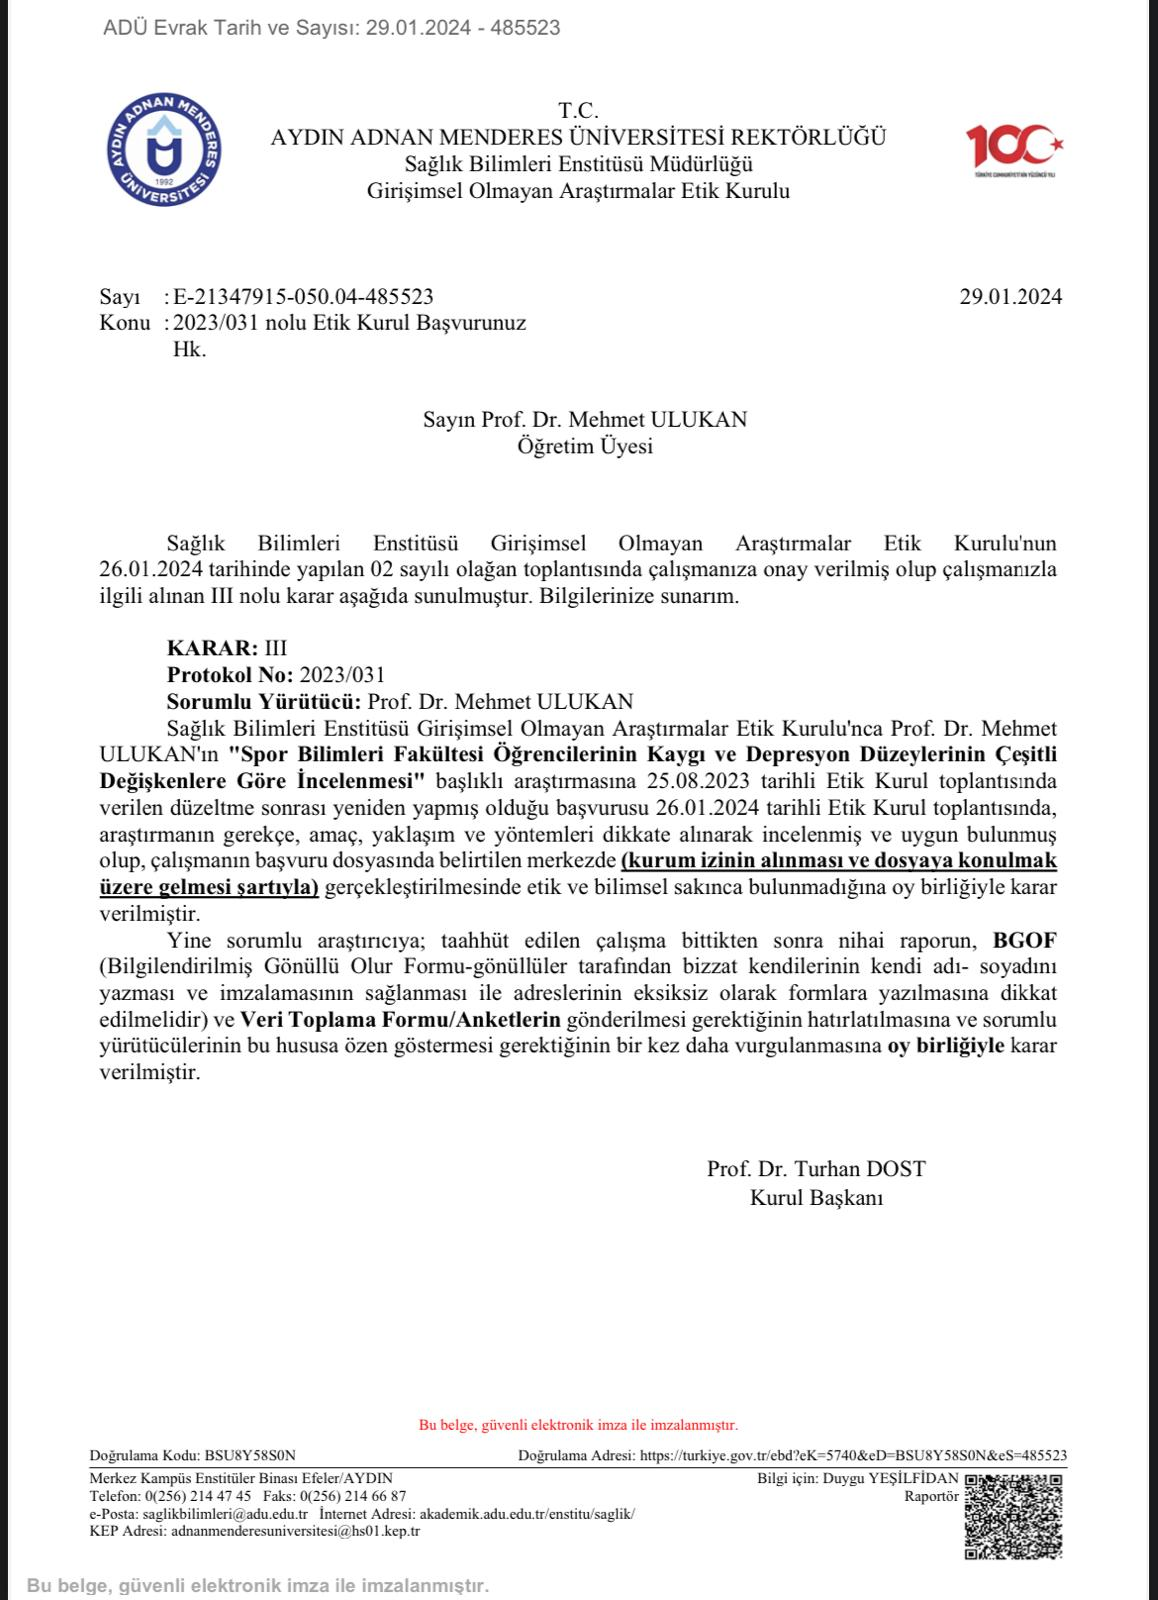 ADÜ Evrak Tarih ve Sayısı: 29.01.2024 - 485523
AYDIN ADNAN MENDERES ÜNİVERSİTESİ
1992
T.C.
AYDIN ADNAN MENDERES ÜNİVERSİTESİ REKTÖRLÜĞÜ
Sağlık Bilimleri Enstitüsü Müdürlüğü
Girişimsel Olmayan Araştırmalar Etik Kurulu
100
TÜRKİYE CUMHURİYETİ'NİN YÜZÜNCÜ YILI
Sayı : E-21347915-050.04-485523 29.01.2024
Konu : 2023/031 nolu Etik Kurul Başvurunuz
Hk.
Sayın Prof. Dr. Mehmet ULUKAN
Öğretim Üyesi
Sağlık Bilimleri Enstitüsü Girişimsel Olmayan Araştırmalar Etik Kurulu'nun
26.01.2024 tarihinde yapılan 02 sayılı olağan toplantısında çalışmanıza onay verilmiş olup çalışmanızla
ilgili alınan III nolu karar aşağıda sunulmuştur. Bilgilerinize sunarım.
KARAR: III
Protokol No: 2023/031
Sorumlu Yürütücü: Prof. Dr. Mehmet ULUKAN
Sağlık Bilimleri Enstitüsü Girişimsel Olmayan Araştırmalar Etik Kurulu'nca Prof. Dr. Mehmet
ULUKAN'ın "Spor Bilimleri Fakültesi Öğrencilerinin Kaygı ve Depresyon Düzeylerinin Çeşitli
Değişkenlere Göre İncelenmesi" başlıklı araştırmasına 25.08.2023 tarihli Etik Kurul toplantısında
verilen düzeltme sonrası yeniden yapmış olduğu başvurusu 26.01.2024 tarihli Etik Kurul toplantısında,
araştırmanın gerekçe, amaç, yaklaşım ve yöntemleri dikkate alınarak incelenmiş ve uygun bulunmuş
olup, çalışmanın başvuru dosyasında belirtilen merkezde (kurum izinin alınması ve dosyaya konulmak
üzere gelmesi şartıyla) gerçekleştirilmesinde etik ve bilimsel sakınca bulunmadığına oy birliğiyle karar
verilmiştir.
Yine sorumlu araştırıcıya; taahhüt edilen çalışma bittikten sonra nihai raporun, BGOF
(Bilgilendirilmiş Gönüllü Olur Formu-gönüllüler tarafından bizzat kendilerinin kendi adı- soyadını
yazması ve imzalamasının sağlanması ile adreslerinin eksiksiz olarak formlara yazılmasına dikkat
edilmelidir) ve Veri Toplama Formu/Anketlerin gönderilmesi gerektiğinin hatırlatılmasına ve sorumlu
yürütücülerinin bu hususa özen göstermesi gerektiğinin bir kez daha vurgulanmasına oy birliğiyle karar
verilmiştir.
Prof. Dr. Turhan DOST
Kurul Başkanı
Bu belge, güvenli elektronik imza ile imzalanmıştır.
Doğrulama Kodu: BSU8Y58S0N Doğrulama Adresi: https://turkiye.gov.tr/ebd?eK=5740&eD=BSU8Y58S0N&eS=485523
Merkez Kampüs Enstitüler Binası Efeler/AYDIN Bilgi için: Duygu YEŞİLFİDAN
Telefon: 0(256) 214 47 45 Faks: 0(256) 214 66 87 Raportör
e-Posta: saglikbilimleri@adu.edu.tr İnternet Adresi: akademik.adu.edu.tr/enstitu/saglik/
KEP Adresi: adnanmenderesuniversitesi@hs01.kep.tr
Bu belge, güvenli elektronik imza ile imzalanmıştır.